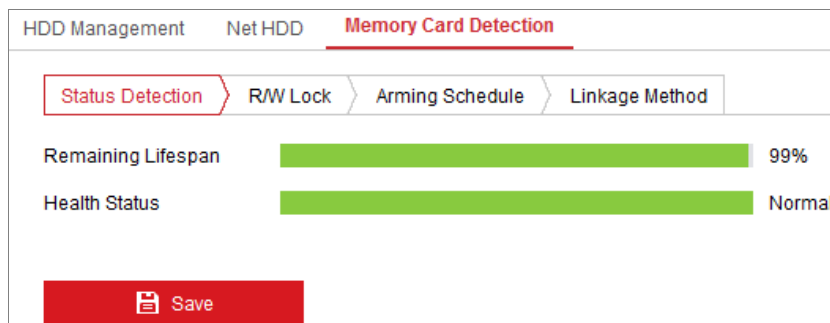 HDD Management Net HDD Memory Card Detection
Status Detection R/W Lock Arming Schedule Linkage Method
Remaining Lifespan 99%
Health Status Normal
Save